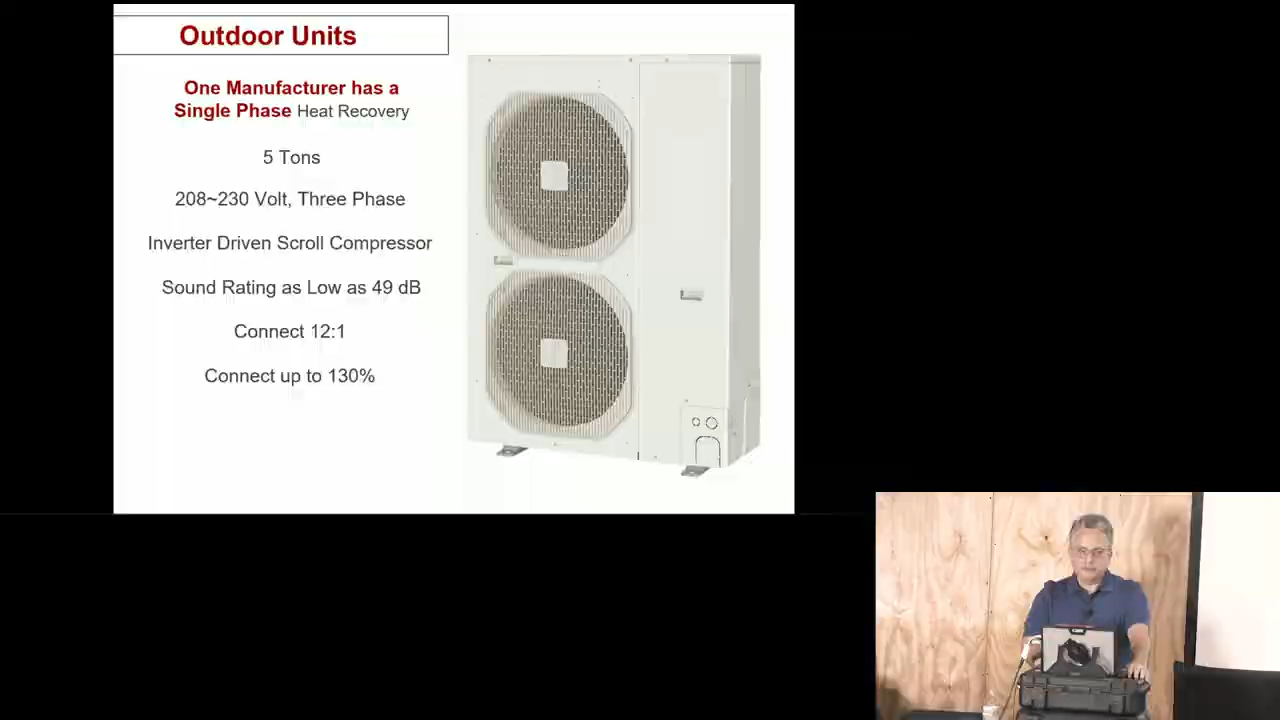 Outdoor Units
One Manufacturer has a
Single Phase Heat Recovery
5 Tons
208~230 Volt, Three Phase
Inverter Driven Scroll Compressor
Sound Rating as Low as 49 dB
Connect 12:1
Connect up to 130%